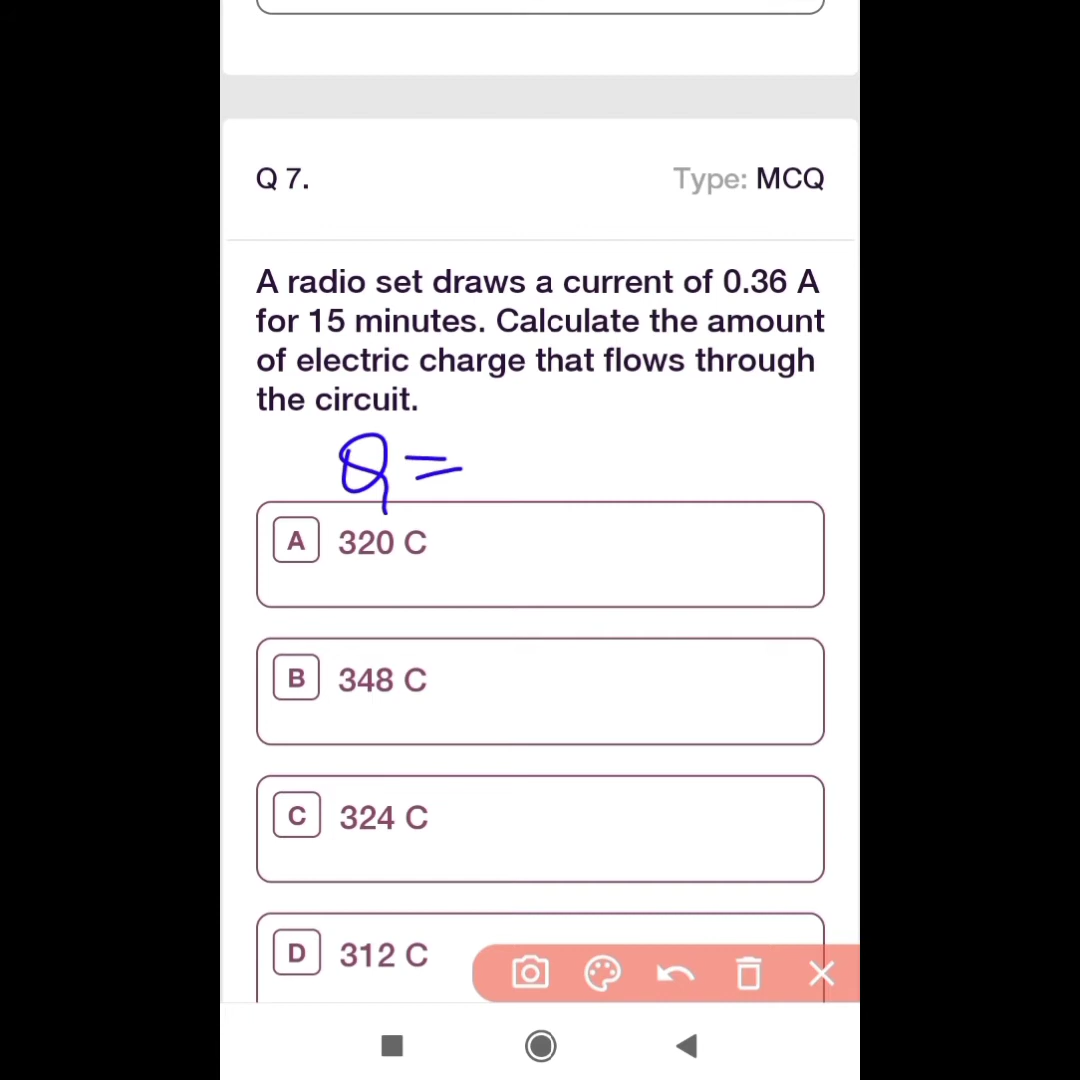 Q 7.
Type: MCQ
A radio set draws a current of 0.36 A
for 15 minutes. Calculate the amount
of electric charge that flows through
the circuit.
Q =
A 320 C
B 348 C
C 324 C
D 312 C